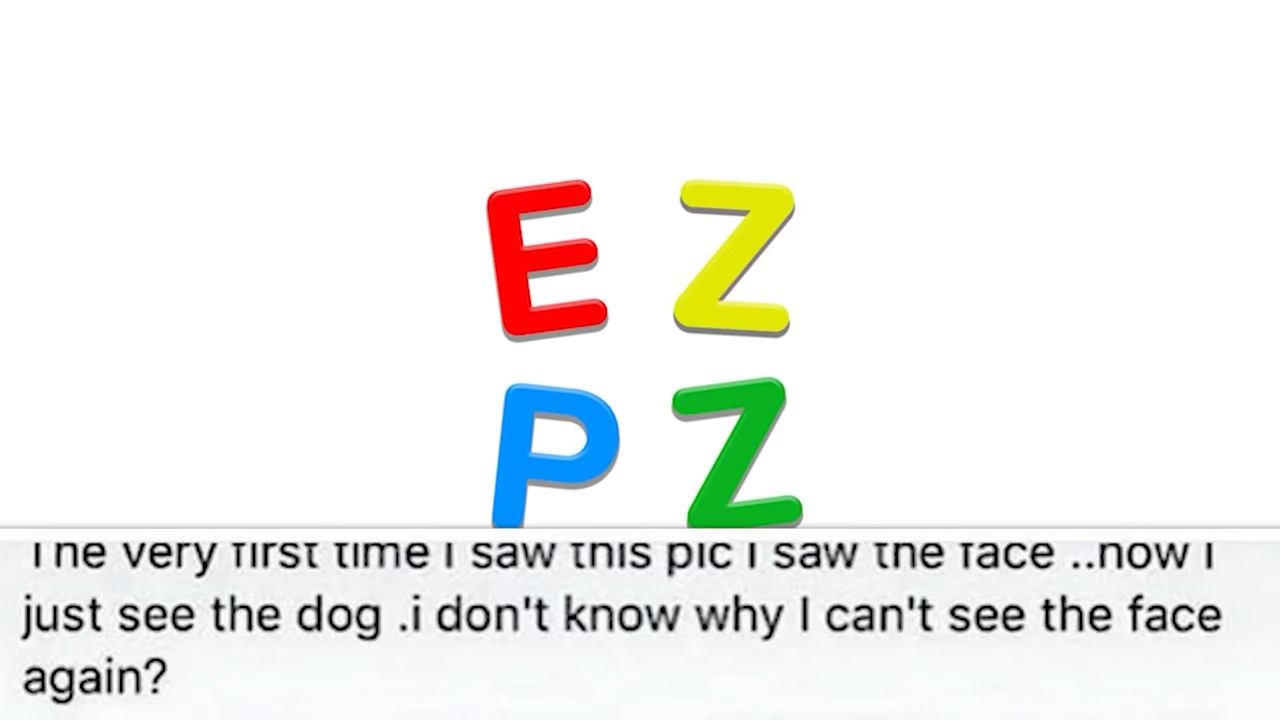 E Z
P Z
The very first time I saw this pic I saw the face ..now I
just see the dog .i don't know why I can't see the face
again?